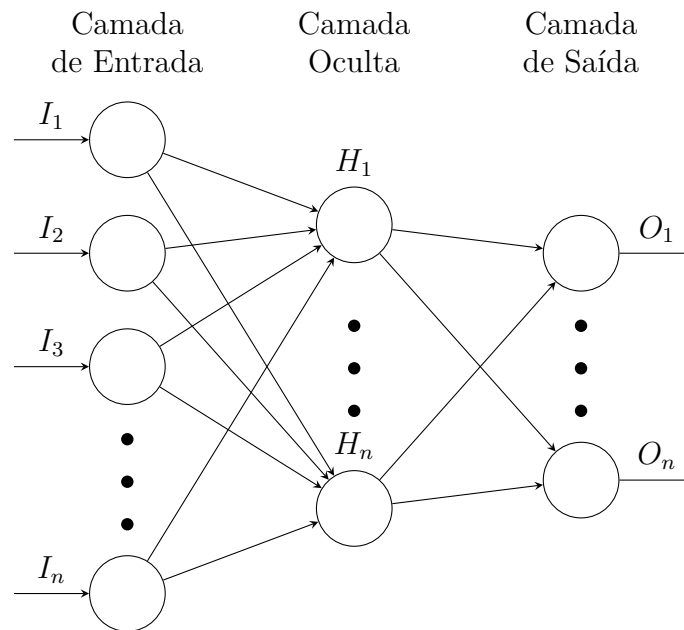 Camada
de Entrada
Camada
Oculta
Camada
de Saída
I₁
I₂
I₃
Iₙ
H₁
Hₙ
O₁
Oₙ